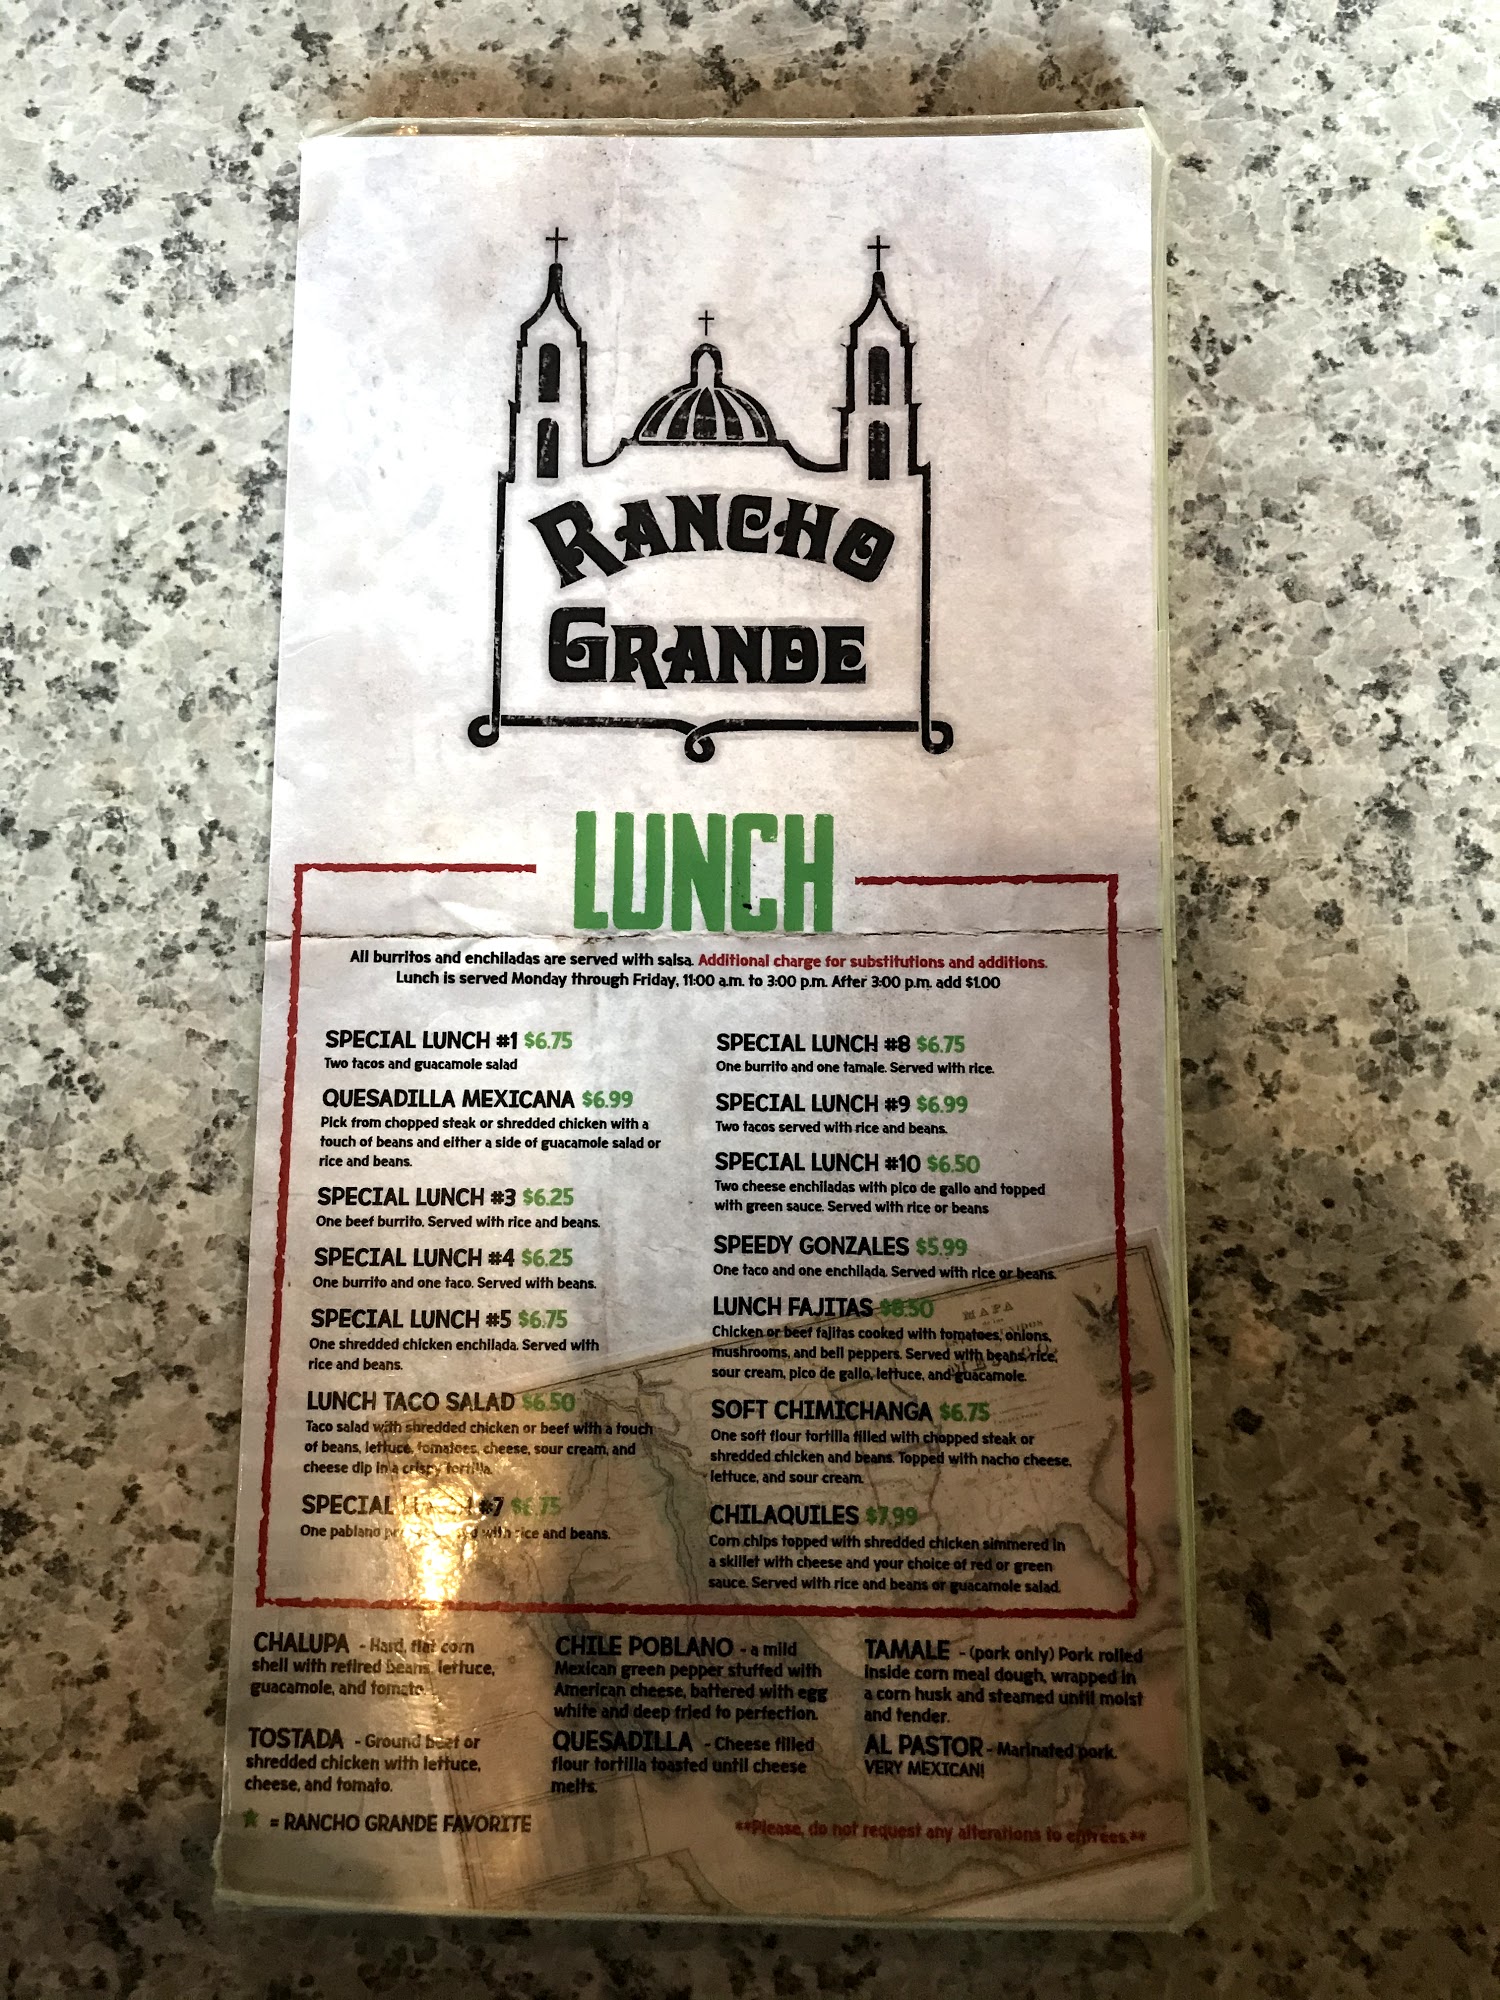 RANCHO
GRANDE
LUNCH
All burritos and enchiladas are served with salsa. Additional charge for substitutions and additions.
Lunch is served Monday through Friday, 11:00 a.m. to 3:00 p.m. After 3:00 p.m. add $1.00
SPECIAL LUNCH #1 $6.75
Two tacos and guacamole salad
QUESADILLA MEXICANA $6.99
Pick from chopped steak or shredded chicken with a
touch of beans and either a side of guacamole salad or
rice and beans.
SPECIAL LUNCH #3 $6.25
One beef burrito. Served with rice and beans.
SPECIAL LUNCH #4 $6.25
One burrito and one taco. Served with beans.
SPECIAL LUNCH #5 $6.75
One shredded chicken enchilada. Served with
rice and beans.
LUNCH TACO SALAD $6.50
Taco salad with shredded chicken or beef with a touch
of beans, lettuce, tomatoes, cheese, sour cream, and
cheese dip in a crispy tortilla.
SPECIAL LUNCH #7 $6.75
One pablano with rice and beans.
SPECIAL LUNCH #8 $6.75
One burrito and one tamale. Served with rice.
SPECIAL LUNCH #9 $6.99
Two tacos served with rice and beans.
SPECIAL LUNCH #10 $6.50
Two cheese enchiladas with pico de gallo and topped
with green sauce. Served with rice or beans
SPEEDY GONZALES $5.99
One taco and one enchilada. Served with rice or beans.
LUNCH FAJITAS $8.50
Chicken or beef fajitas cooked with tomatoes, onions,
mushrooms, and bell peppers. Served with beans, rice,
sour cream, pico de gallo, lettuce, and guacamole.
SOFT CHIMICHANGA $6.75
One soft flour tortilla filled with chopped steak or
shredded chicken and beans. Topped with nacho cheese,
lettuce, and sour cream.
CHILAQUILES $7.99
Corn chips topped with shredded chicken simmered in
a skillet with cheese and your choice of red or green
sauce. Served with rice and beans or guacamole salad.
MAPA
CHALUPA - Hard, flat corn
shell with refired beans, lettuce,
guacamole, and tomato.
TOSTADA - Ground beef or
shredded chicken with lettuce,
cheese, and tomato.
CHILE POBLANO - a mild
Mexican green pepper stuffed with
American cheese, battered with egg
white and deep fried to perfection.
QUESADILLA - Cheese filled
flour tortilla toasted until cheese
melts.
TAMALE - (pork only) Pork rolled
inside corn meal dough, wrapped in
a corn husk and steamed until moist
and tender.
AL PASTOR - Marinated pork.
VERY MEXICAN!
★ = RANCHO GRANDE FAVORITE
**Please, do not request any alterations to entrees.**